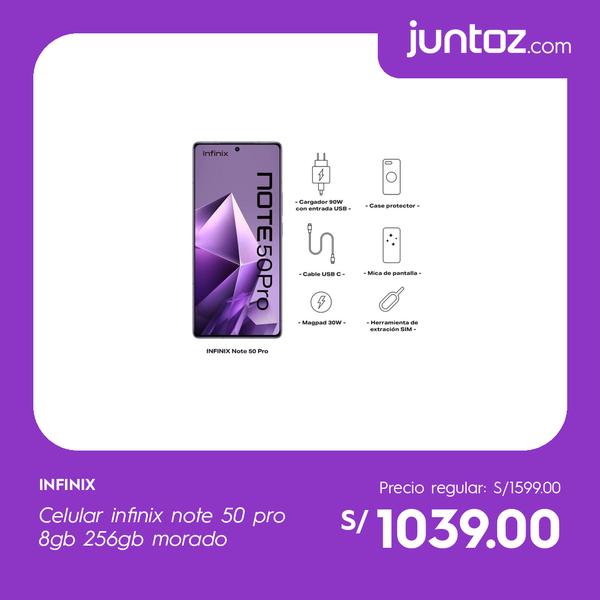 juntoz.com
infinix
NOTE 50 Pro
- Cargador 90W
con entrada USB -
- Case protector -
- Cable USB C -
- Mica de pantalla -
- Magpad 30W -
- Herramienta de
extracción SIM -
INFINIX Note 50 Pro
INFINIX
Celular infinix note 50 pro
8gb 256gb morado
Precio regular: S/1599.00
S/ 1039.00